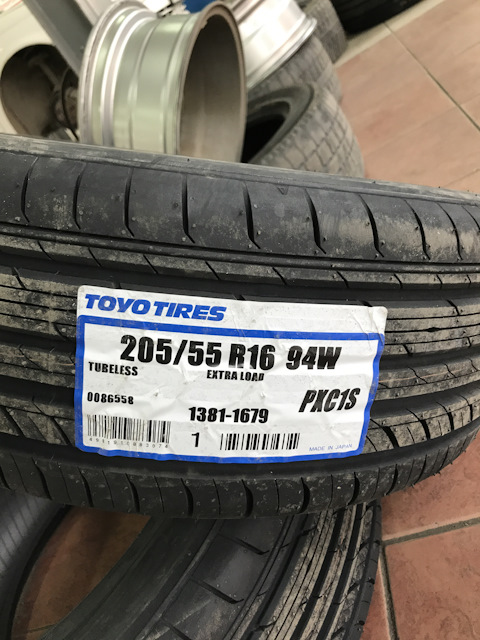 TOYO TIRES
205/55 R16 94W
TUBELESS EXTRA LOAD
0086558 PXC1S
1381-1679
1
MADE IN JAPAN